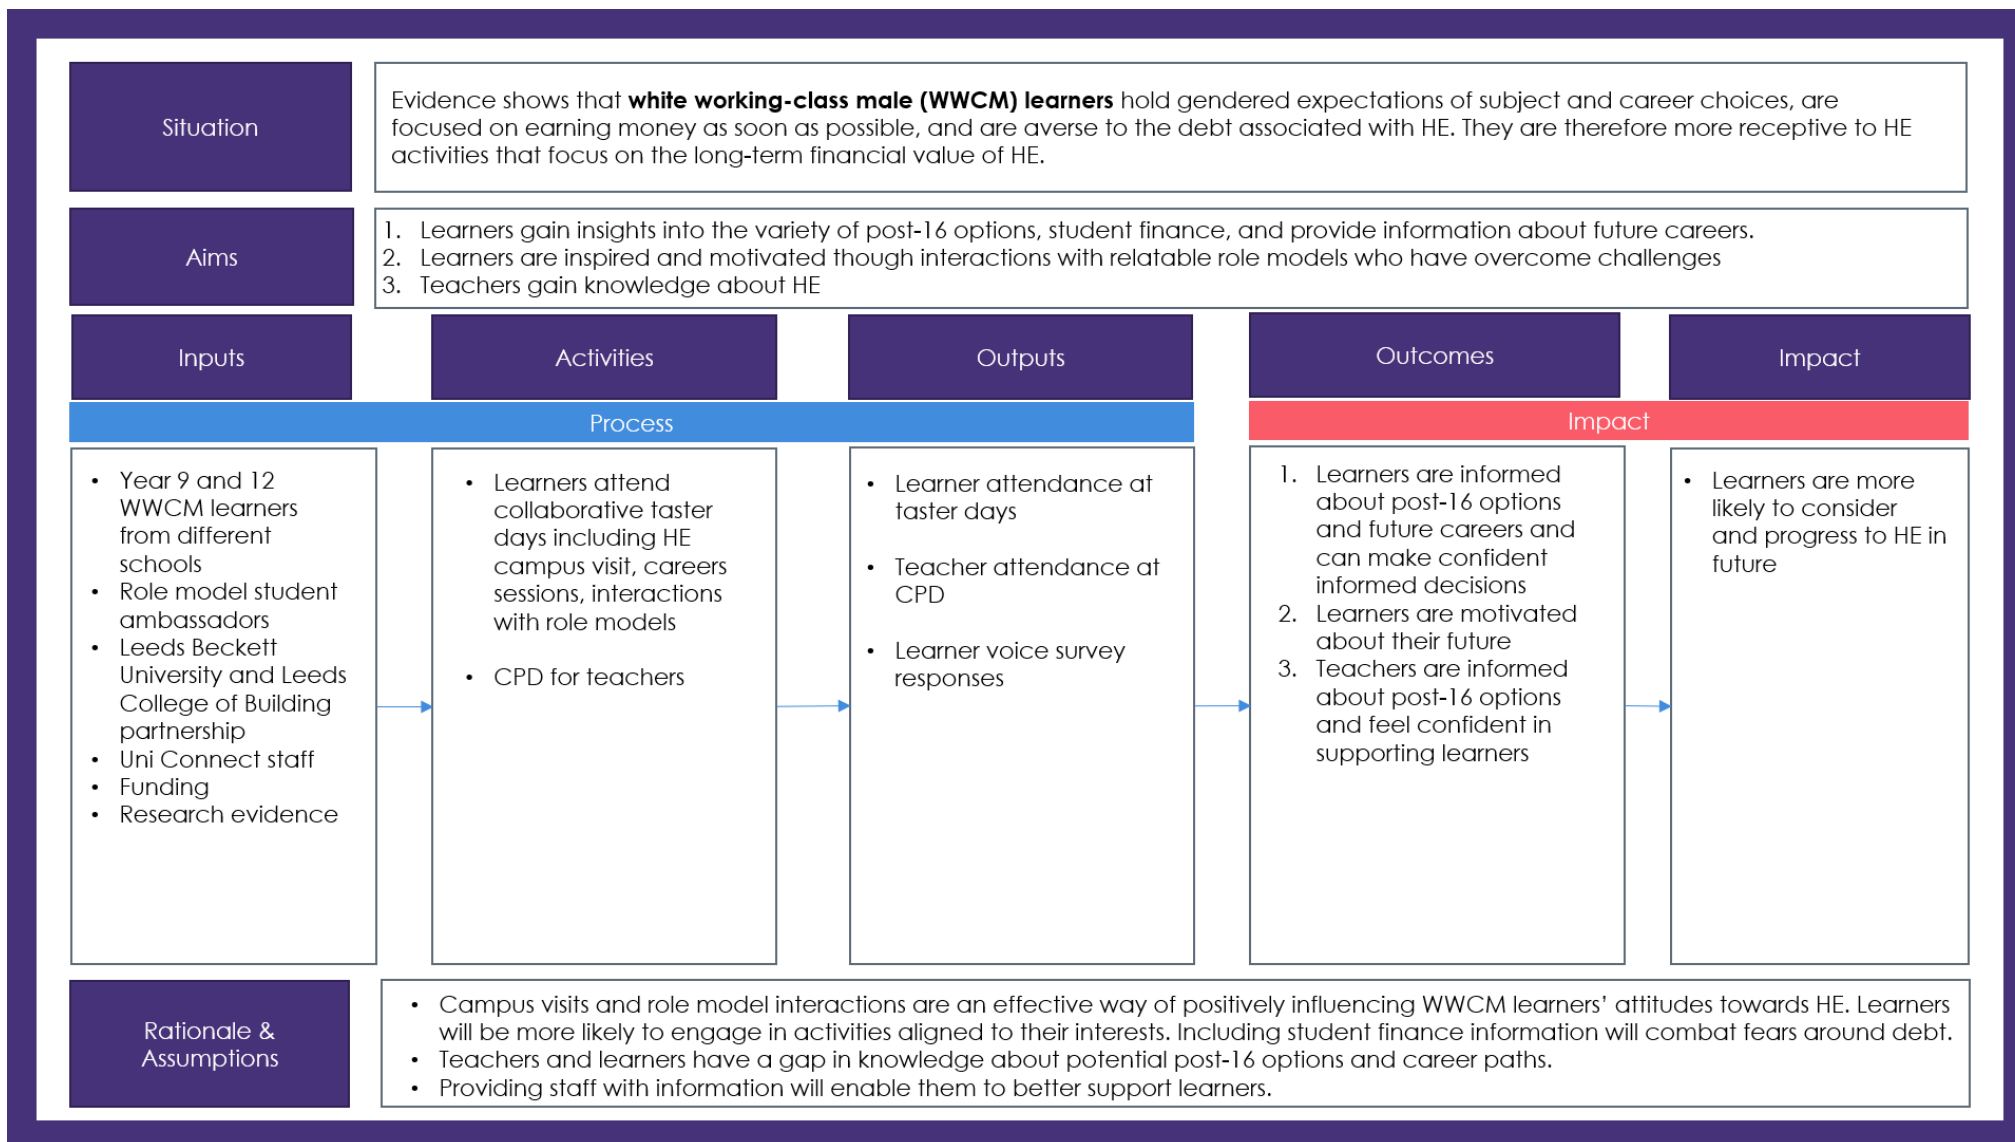 Situation
Evidence shows that white working-class male (WWCM) learners hold gendered expectations of subject and career choices, are
focused on earning money as soon as possible, and are averse to the debt associated with HE. They are therefore more receptive to HE
activities that focus on the long-term financial value of HE.
Aims
1. Learners gain insights into the variety of post-16 options, student finance, and provide information about future careers.
2. Learners are inspired and motivated though interactions with relatable role models who have overcome challenges
3. Teachers gain knowledge about HE
Inputs
Activities
Outputs
Outcomes
Impact
Process
Impact
• Year 9 and 12
WWCM learners
from different
schools
• Role model student
ambassadors
• Leeds Beckett
University and Leeds
College of Building
partnership
• Uni Connect staff
• Funding
• Research evidence
• Learners attend
collaborative taster
days including HE
campus visit, careers
sessions, interactions
with role models
• CPD for teachers
• Learner attendance at
taster days
• Teacher attendance at
CPD
• Learner voice survey
responses
1. Learners are informed
about post-16 options
and future careers and
can make confident
informed decisions
2. Learners are motivated
about their future
3. Teachers are informed
about post-16 options
and feel confident in
supporting learners
• Learners are more
likely to consider
and progress to HE in
future
Rationale &
Assumptions
• Campus visits and role model interactions are an effective way of positively influencing WWCM learners’ attitudes towards HE. Learners
will be more likely to engage in activities aligned to their interests. Including student finance information will combat fears around debt.
• Teachers and learners have a gap in knowledge about potential post-16 options and career paths.
• Providing staff with information will enable them to better support learners.